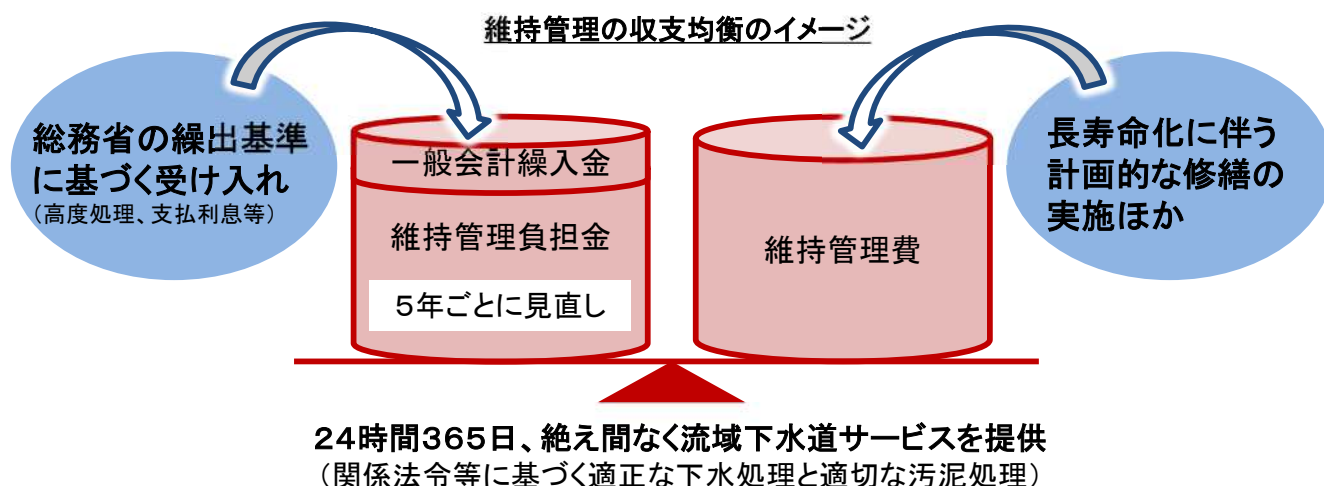 維持管理の収支均衡のイメージ
総務省の繰出基準
に基づく受け入れ
（高度処理、支払利息等）
一般会計繰入金
維持管理負担金
５年ごとに見直し
維持管理費
長寿命化に伴う
計画的な修繕の
実施ほか
２４時間３６５日、絶え間なく流域下水道サービスを提供
（関係法令等に基づく適正な下水処理と適切な汚泥処理）